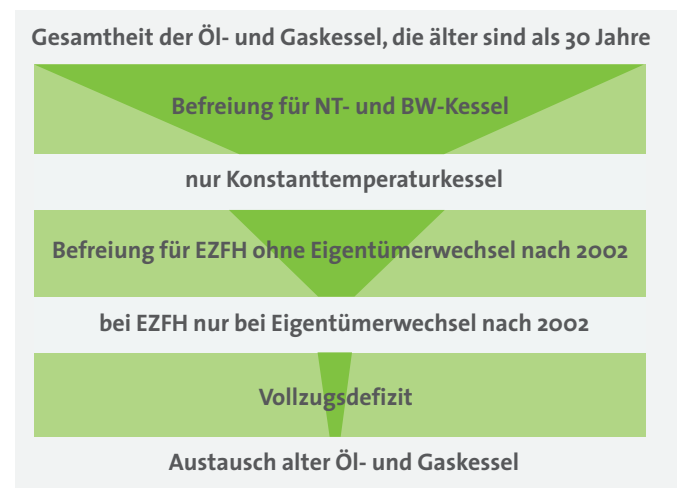 Gesamtheit der Öl- und Gaskessel, die älter sind als 30 Jahre
Befreiung für NT- und BW-Kessel
nur Konstanttemperaturkessel
Befreiung für EZFH ohne Eigentümerwechsel nach 2002
bei EZFH nur bei Eigentümerwechsel nach 2002
Vollzugsdefizit
Austausch alter Öl- und Gaskessel